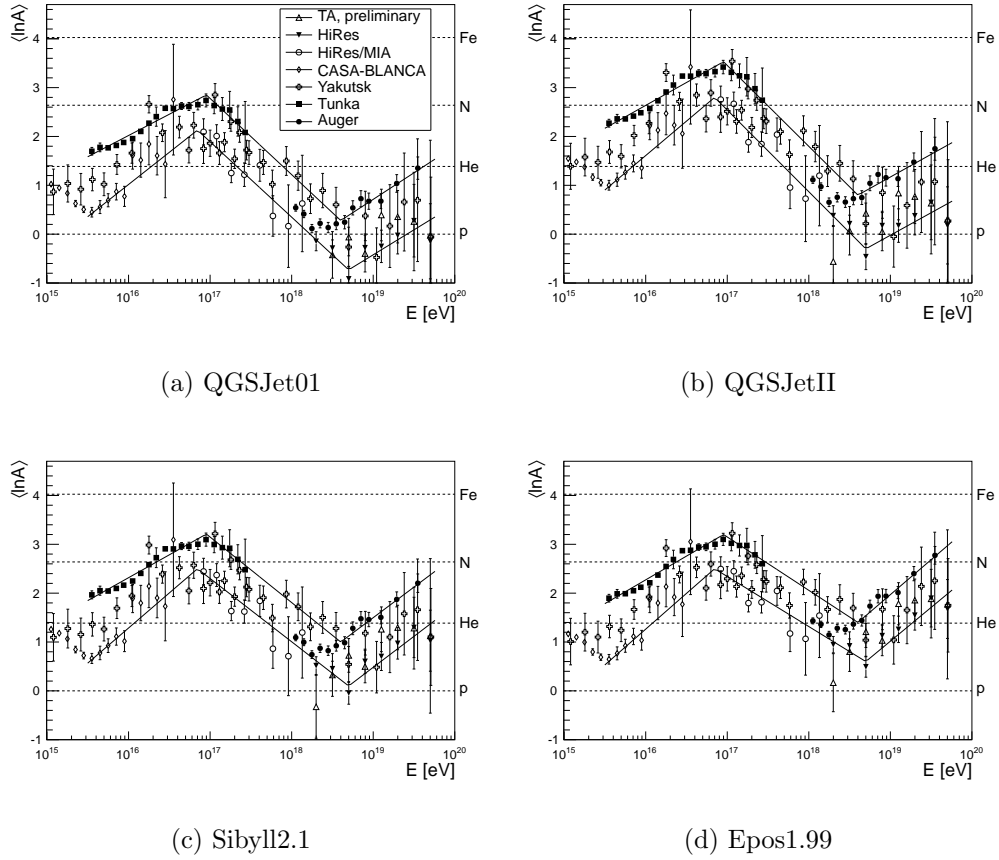 ⟨lnA⟩
4
3
2
1
0
-1
Fe
N
He
p
TA, preliminary
HiRes
HiRes/MIA
CASA-BLANCA
Yakutsk
Tunka
Auger
10^15 10^16 10^17 10^18 10^19 10^20
E [eV]
(a) QGSJet01
⟨lnA⟩
4
3
2
1
0
-1
Fe
N
He
p
10^15 10^16 10^17 10^18 10^19 10^20
E [eV]
(b) QGSJetII
⟨lnA⟩
4
3
2
1
0
-1
Fe
N
He
p
10^15 10^16 10^17 10^18 10^19 10^20
E [eV]
(c) Sibyll2.1
⟨lnA⟩
4
3
2
1
0
-1
Fe
N
He
p
10^15 10^16 10^17 10^18 10^19 10^20
E [eV]
(d) Epos1.99